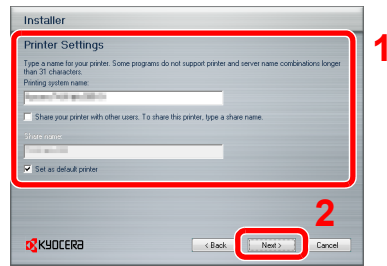 Installer
Printer Settings
1
Type a name for your printer. Some programs do not support printer and server name combinations longer
than 31 characters.
Printing system name:
Share your printer with other users. To share this printer, type a share name.
Share name:
Set as default printer
2
KYOCERA
< Back
Next >
Cancel